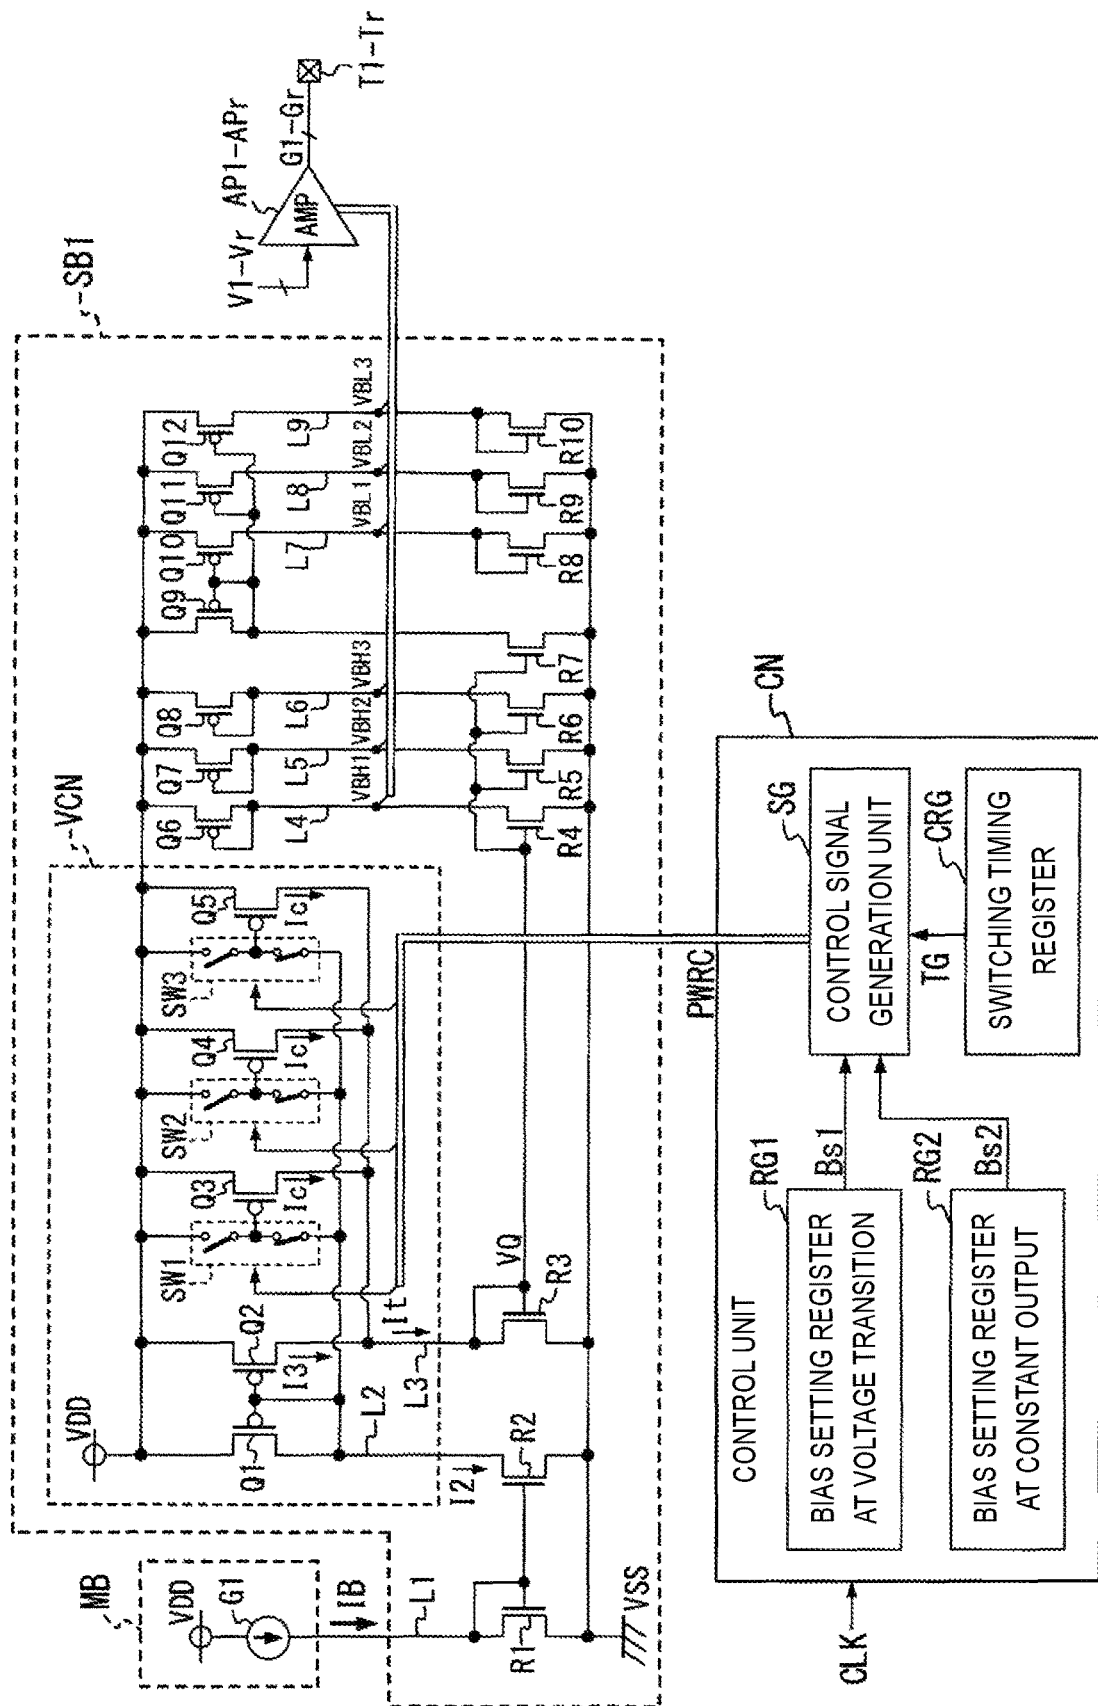 MB
VDD
G1
IB
L1
R1
VSS
SB1
VCN
VDD
Q1
Q2
I3
I2
L2
R2
It
L3
VQ
R3
SW1
Q3
Ic
SW2
Q4
Ic
SW3
Q5
Ic
Q6
L4
VBH1
R4
Q7
L5
VBH2
R5
Q8
L6
VBH3
R6
Q9
R7
Q10
L7
VBL1
R8
Q11
L8
VBL2
R9
Q12
L9
VBL3
R10
V1-Vr
AP1-APr
AMP
G1-Gr
T1-Tr
CLK
CONTROL UNIT
CN
PWRC
BIAS SETTING REGISTER
AT VOLTAGE TRANSITION
RG1
Bs1
BIAS SETTING REGISTER
AT CONSTANT OUTPUT
RG2
Bs2
CONTROL SIGNAL
GENERATION UNIT
SG
TG
SWITCHING TIMING
REGISTER
CRG